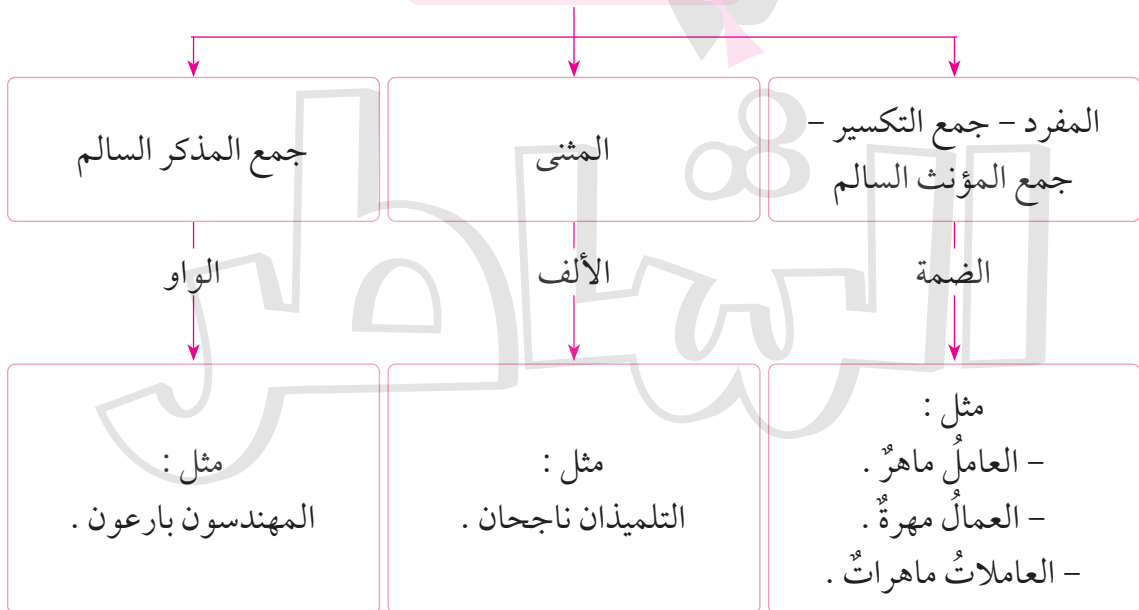 المفرد – جمع التكسير –
جمع المؤنث السالم
المثنى
جمع المذكر السالم
الضمة
الألف
الواو
مثل :
– العاملُ ماهرٌ .
– العمالُ مهرةٌ .
– العاملاتُ ماهراتٌ .
مثل :
التلميذان ناجحان .
مثل :
المهندسون بارعون .
الشاطر